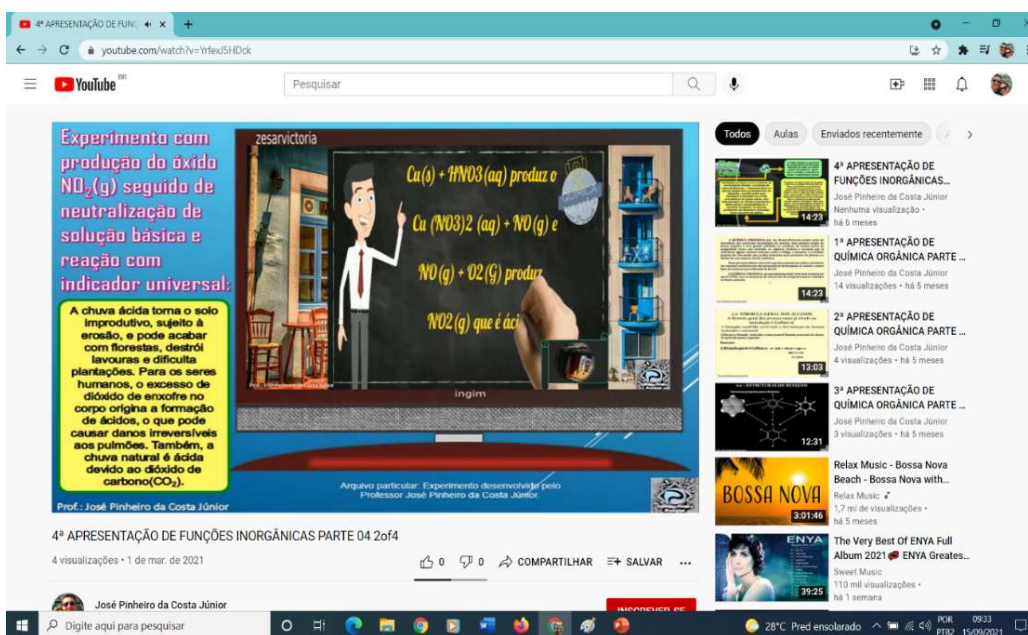 4ª APRESENTAÇÃO DE FUNÇ
youtube.com/watch?v=YrfexJ5HDck
YouTube BR
Pesquisar
Experimento com
produção do óxido
NO₂(g) seguido de
neutralização de
solução básica e
reação com
indicador universal:
A chuva ácida torna o solo
improdutivo, sujeito à
erosão, e pode acabar
com florestas, destrói
lavouras e dificulta
plantações. Para os seres
humanos, o excesso de
dióxido de enxofre no
corpo origina a formação
de ácidos, o que pode
causar danos irreversíveis
aos pulmões. Também, a
chuva natural é ácida
devido ao dióxido de
carbono(CO₂).
Prof.: José Pinheiro da Costa Júnior
zesarvictoria
Cu(s) + HNO3(aq) produz o
Cu (NO3)2 (aq) + NO(g) e
NO(g) + O2(G) produz
NO2(g) que é áci
ingim
Arquivo particular: Experimento desenvolvido pelo
Professor José Pinheiro da Costa Júnior.
4ª APRESENTAÇÃO DE FUNÇÕES INORGÂNICAS PARTE 04 2of4
4 visualizações • 1 de mar. de 2021
0 0 COMPARTILHAR SALVAR ...
José Pinheiro da Costa Júnior
INSCREVER-SE
Todos Aulas Enviados recentemente
4ª APRESENTAÇÃO DE
FUNÇÕES INORGÂNICAS...
José Pinheiro da Costa Júnior
Nenhuma visualização •
há 6 meses
14:23
1ª APRESENTAÇÃO DE
QUÍMICA ORGÂNICA PARTE ...
José Pinheiro da Costa Júnior
14 visualizações • há 5 meses
14:23
2ª APRESENTAÇÃO DE
QUÍMICA ORGÂNICA PARTE ...
José Pinheiro da Costa Júnior
4 visualizações • há 5 meses
13:03
3ª APRESENTAÇÃO DE
QUÍMICA ORGÂNICA PARTE ...
José Pinheiro da Costa Júnior
3 visualizações • há 5 meses
12:31
Relax Music - Bossa Nova
Beach - Bossa Nova with...
Relax Music
1,7 mi de visualizações •
há 5 meses
BOSSA NOVA
3:01:46
The Very Best Of ENYA Full
Album 2021 ENYA Greates...
Sweet Music
110 mil visualizações •
há 1 semana
ENYA
39:25
Digite aqui para pesquisar
28°C Pred ensolarado
POR
PTB2
09:33
15/09/2021